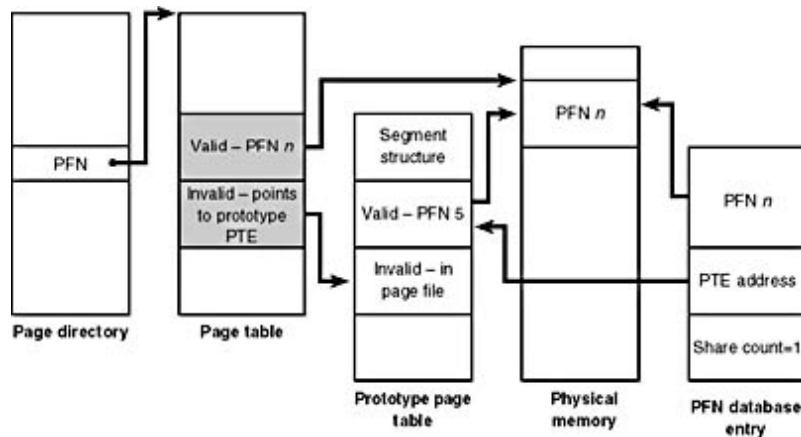 PFN
Page directory
Valid – PFN n
Invalid – points
to prototype
PTE
Page table
Segment
structure
Valid – PFN 5
Invalid – in
page file
Prototype page
table
PFN n
Physical
memory
PFN n
PTE address
Share count=1
PFN database
entry